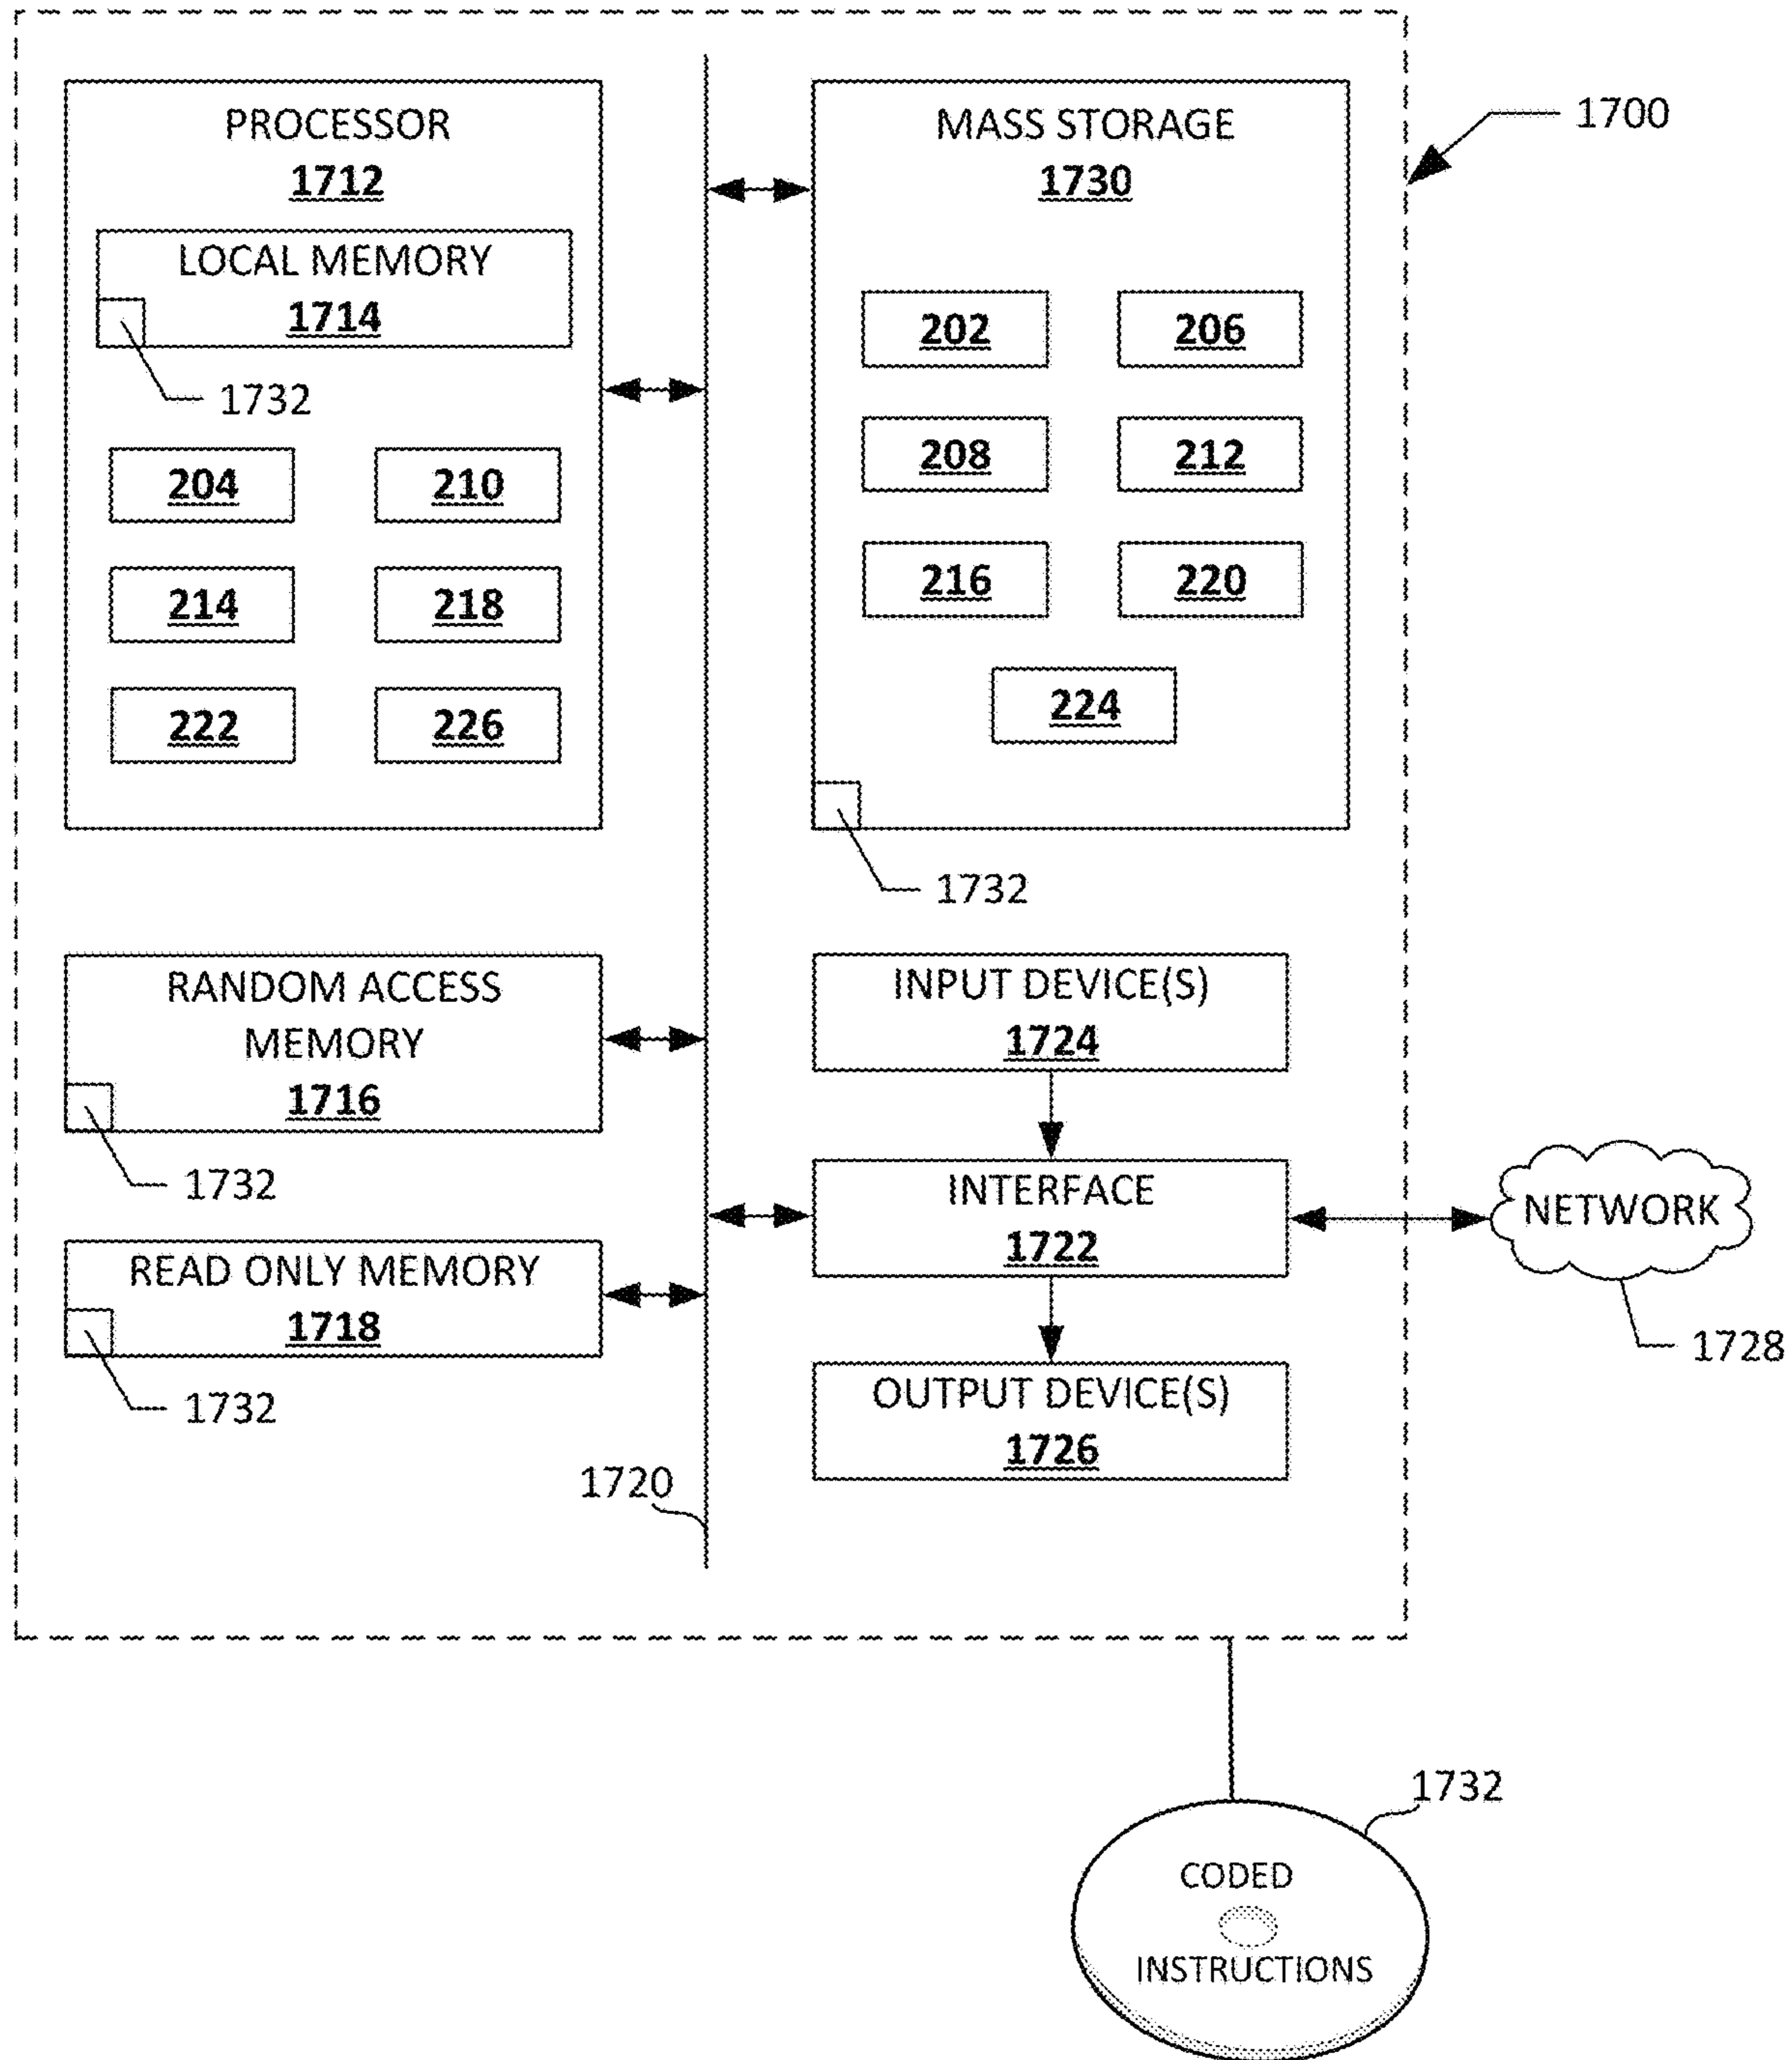 1700
PROCESSOR
1712
LOCAL MEMORY
1714
1732
204
210
214
218
222
226
MASS STORAGE
1730
202
206
208
212
216
220
224
1732
RANDOM ACCESS
MEMORY
1716
1732
READ ONLY MEMORY
1718
1732
1720
INPUT DEVICE(S)
1724
INTERFACE
1722
OUTPUT DEVICE(S)
1726
NETWORK
1728
1732
CODED
INSTRUCTIONS